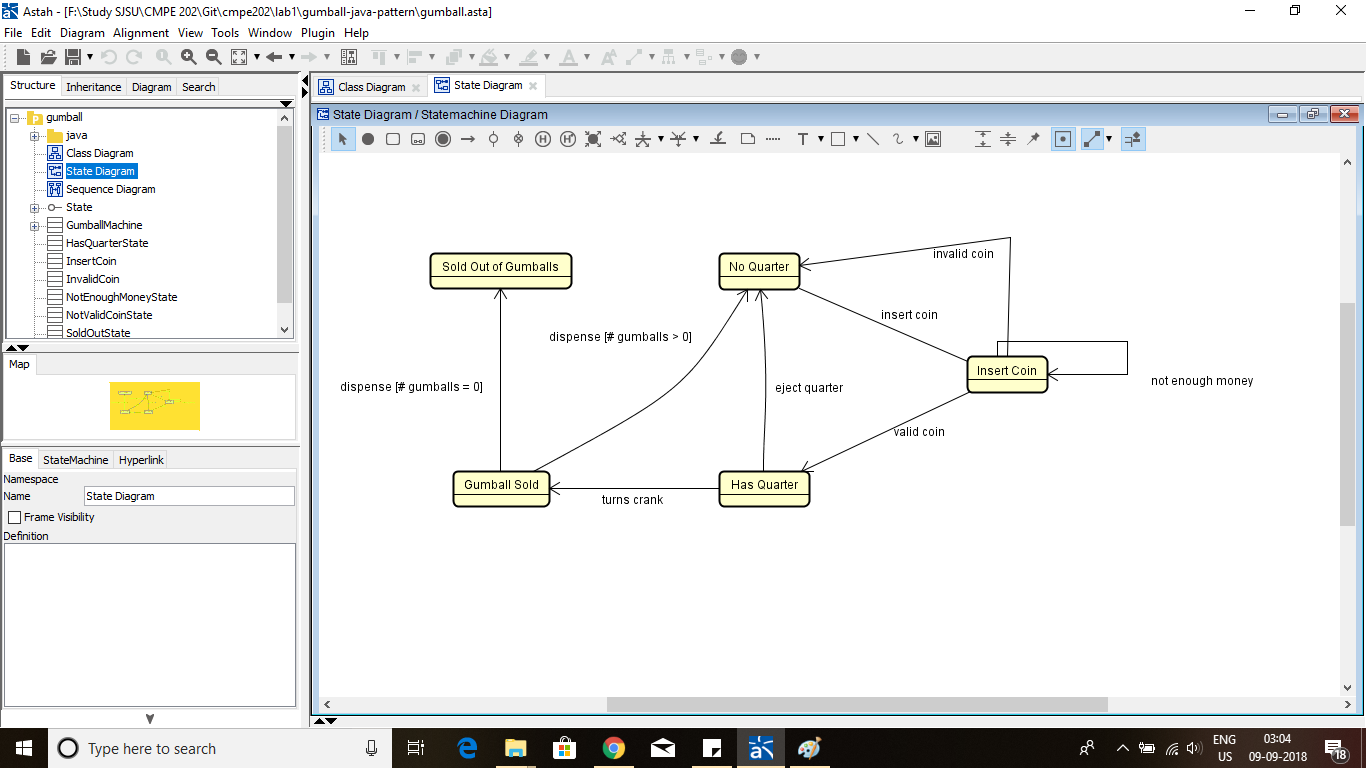 Astah - [F:\Study SJSU\CMPE 202\Git\cmpe202\lab1\gumball-java-pattern\gumball.asta]
File Edit Diagram Alignment View Tools Window Plugin Help
Structure Inheritance Diagram Search
gumball
java
Class Diagram
State Diagram
Sequence Diagram
State
GumballMachine
HasQuarterState
InsertCoin
InvalidCoin
NotEnoughMoneyState
NotValidCoinState
SoldOutState
Map
Base StateMachine Hyperlink
Namespace
Name State Diagram
Frame Visibility
Definition
Class Diagram State Diagram
State Diagram / Statemachine Diagram
Sold Out of Gumballs
No Quarter
invalid coin
insert coin
dispense [# gumballs > 0]
Insert Coin
not enough money
dispense [# gumballs = 0]
eject quarter
valid coin
Gumball Sold
Has Quarter
turns crank
Type here to search
ENG
US
03:04
09-09-2018
18